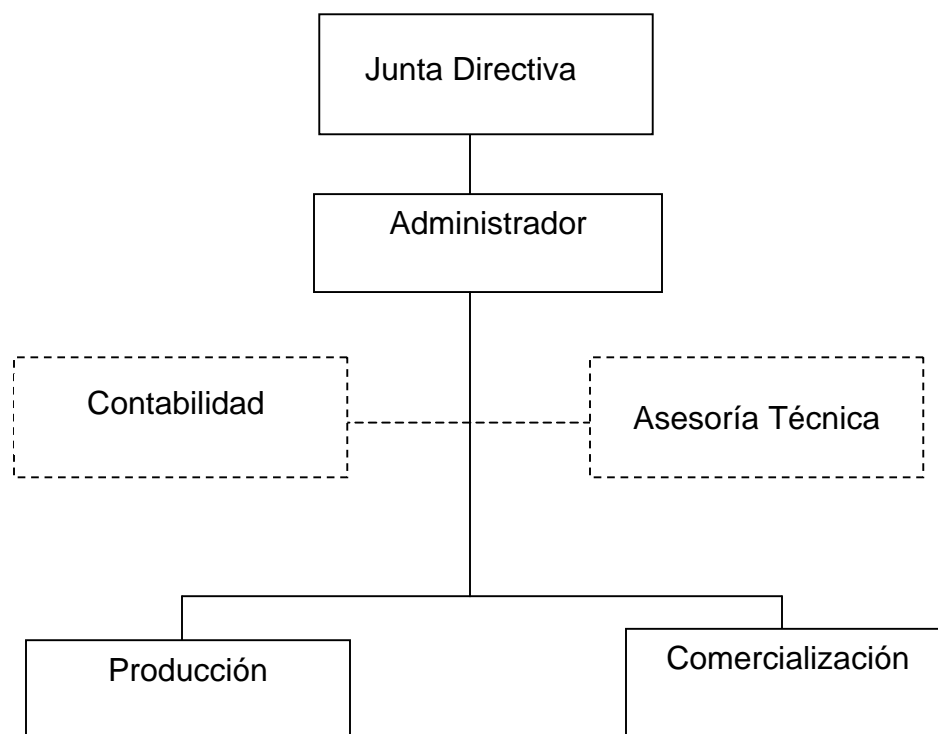 Junta Directiva
Administrador
Contabilidad
Asesoría Técnica
Producción
Comercialización